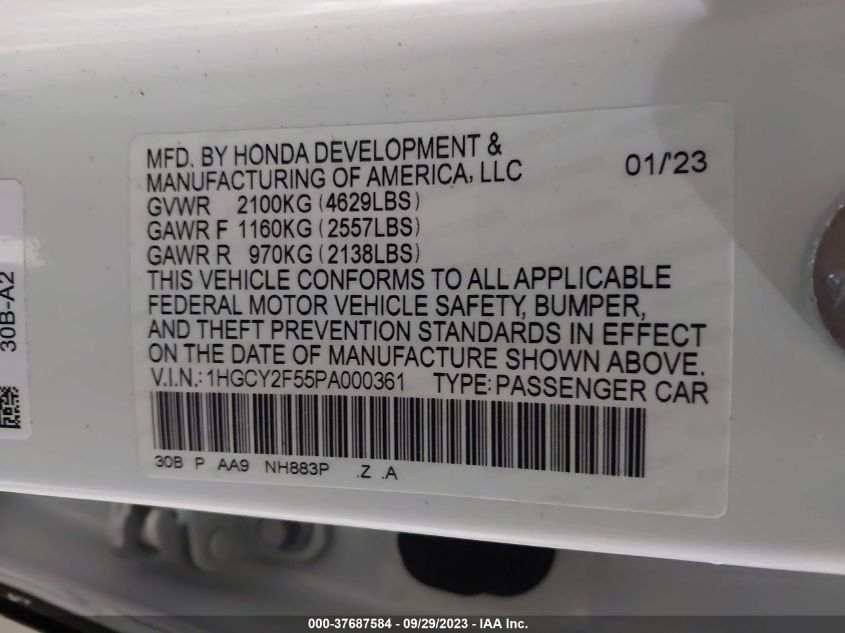 MFD. BY HONDA DEVELOPMENT &
MANUFACTURING OF AMERICA, LLC 01/'23
GVWR 2100KG (4629LBS)
GAWR F 1160KG (2557LBS)
GAWR R 970KG (2138LBS)
THIS VEHICLE CONFORMS TO ALL APPLICABLE
FEDERAL MOTOR VEHICLE SAFETY, BUMPER,
AND THEFT PREVENTION STANDARDS IN EFFECT
ON THE DATE OF MANUFACTURE SHOWN ABOVE.
V.I.N.: 1HGCY2F55PA000361 TYPE: PASSENGER CAR
30B P AA9 NH883P .Z .A
30B-A2
000-37687584 / 09/29/2023 - IAA Inc.